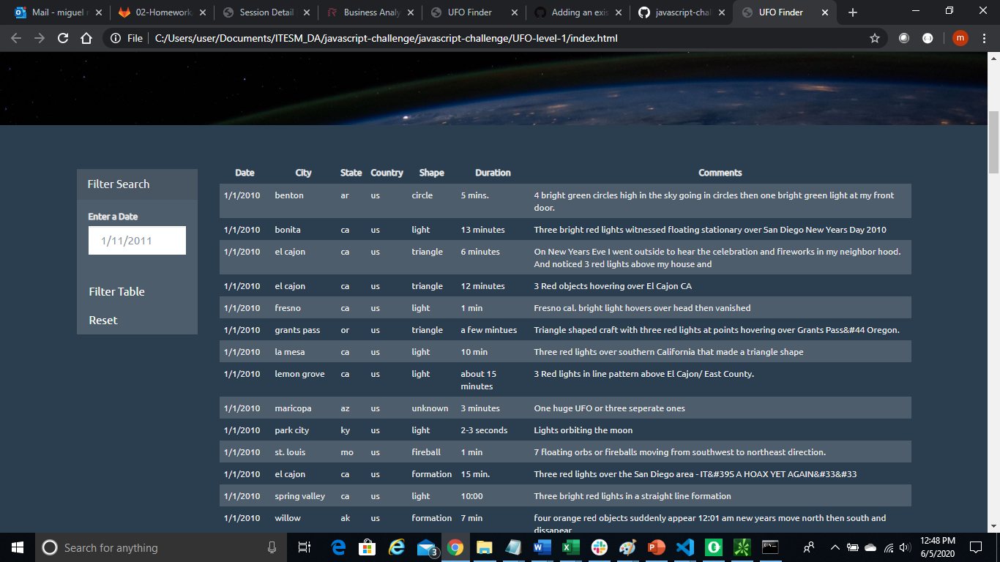 Mail - miguel r
02-Homework
Session Detail
Business Analy
UFO Finder
Adding an exis
javascript-chal
UFO Finder
File C:/Users/user/Documents/ITESM_DA/javascript-challenge/javascript-challenge/UFO-level-1/index.html
m
Filter Search
Enter a Date
1/11/2011
Filter Table
Reset
Date City State Country Shape Duration Comments
1/1/2010 benton ar us circle 5 mins. 4 bright green circles high in the sky going in circles then one bright green light at my front
door.
1/1/2010 bonita ca us light 13 minutes Three bright red lights witnessed floating stationary over San Diego New Years Day 2010
1/1/2010 el cajon ca us triangle 6 minutes On New Years Eve I went outside to hear the celebration and fireworks in my neighbor hood.
And noticed 3 red lights above my house and
1/1/2010 el cajon ca us triangle 12 minutes 3 Red objects hovering over El Cajon CA
1/1/2010 fresno ca us light 1 min Fresno cal. bright light hovers over head then vanished
1/1/2010 grants pass or us triangle a few mintues Triangle shaped craft with three red lights at points hovering over Grants Pass&#44 Oregon.
1/1/2010 la mesa ca us light 10 min Three red lights over southern California that made a triangle shape
1/1/2010 lemon grove ca us light about 15 3 Red lights in line pattern above El Cajon/ East County.
minutes
1/1/2010 maricopa az us unknown 3 minutes One huge UFO or three seperate ones
1/1/2010 park city ky us light 2-3 seconds Lights orbiting the moon
1/1/2010 st. louis mo us fireball 1 min 7 floating orbs or fireballs moving from southwest to northeast direction.
1/1/2010 el cajon ca us formation 15 min. Three red lights over the San Diego area - IT&#39S A HOAX YET AGAIN&#33&#33
1/1/2010 spring valley ca us light 10:00 Three bright red lights in a straight line formation
1/1/2010 willow ak us formation 7 min four orange red objects suddenly appear 12:01 am new years move north then south and
dissapear
Search for anything
3
12:48 PM
6/5/2020